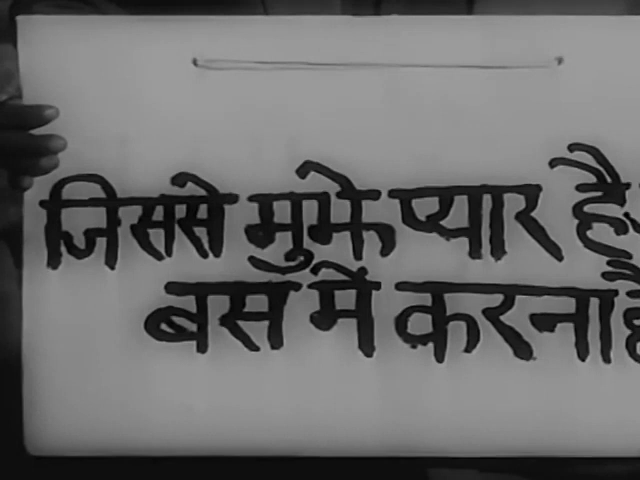 जिससे मुझे प्यार है
बस में करना है